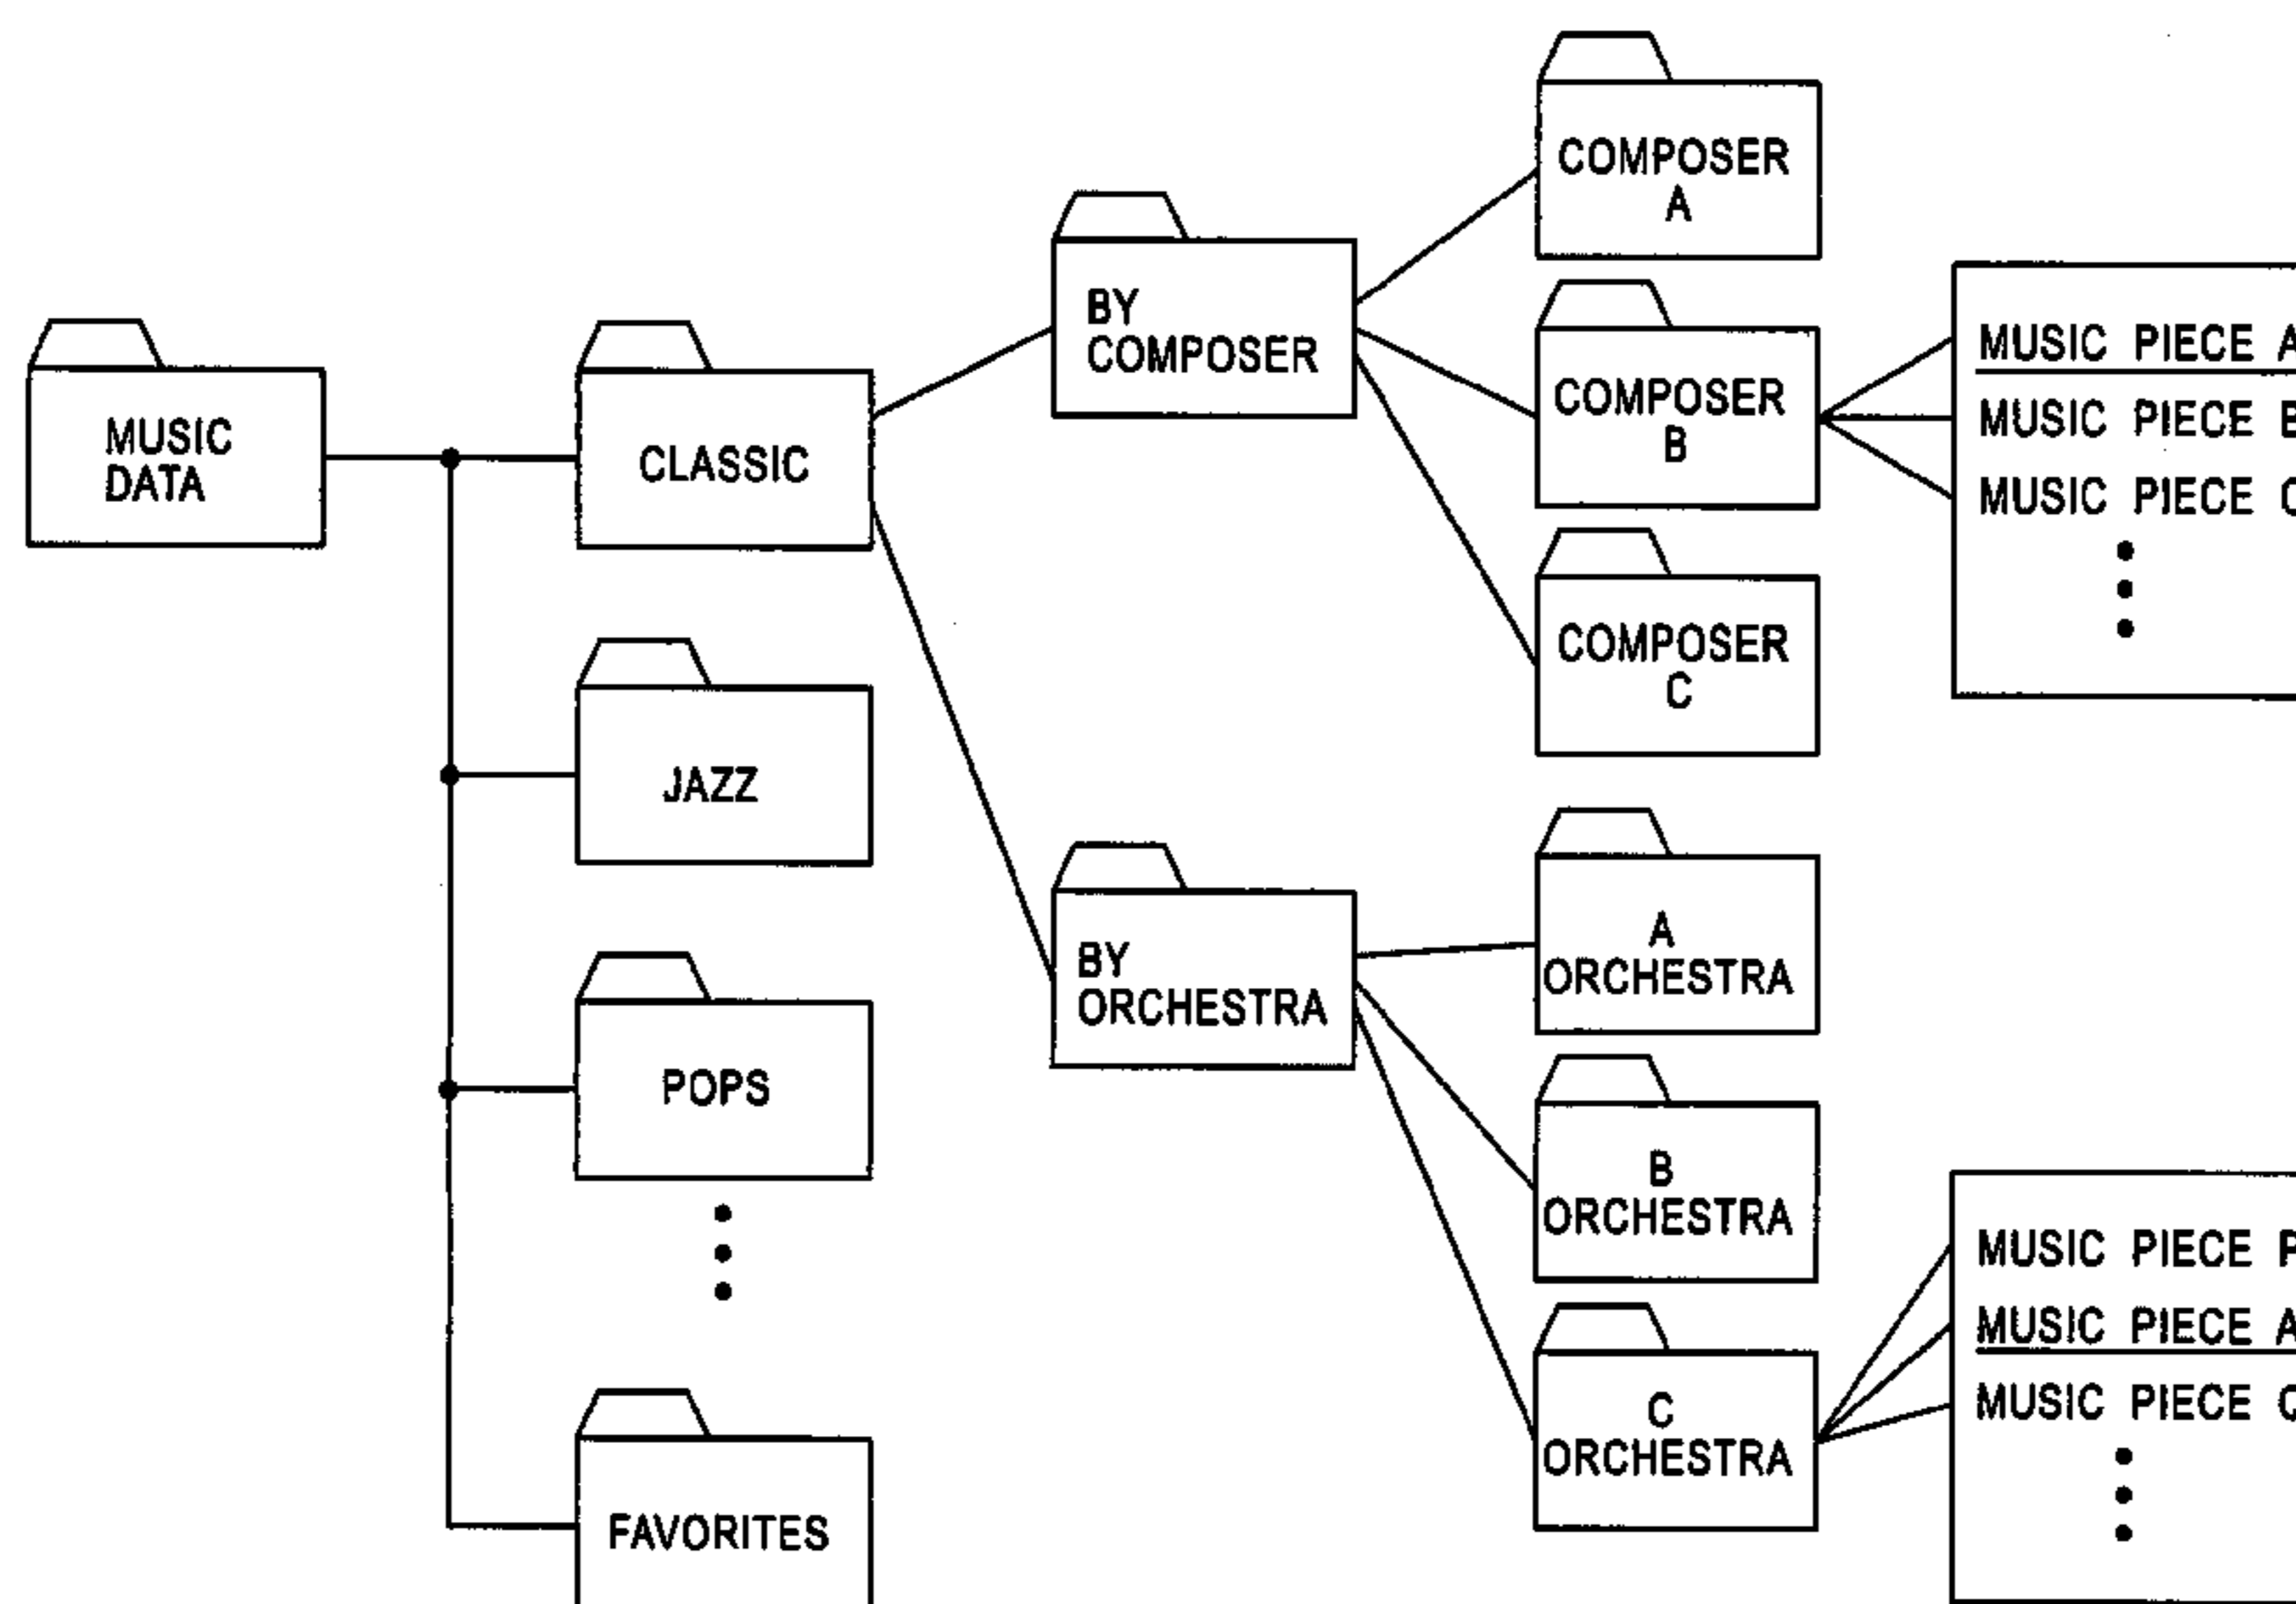 MUSIC
DATA
CLASSIC
JAZZ
POPS
FAVORITES
BY
COMPOSER
BY
ORCHESTRA
COMPOSER
A
COMPOSER
B
COMPOSER
C
A
ORCHESTRA
B
ORCHESTRA
C
ORCHESTRA
MUSIC PIECE A
MUSIC PIECE B
MUSIC PIECE C
MUSIC PIECE P
MUSIC PIECE A
MUSIC PIECE Q